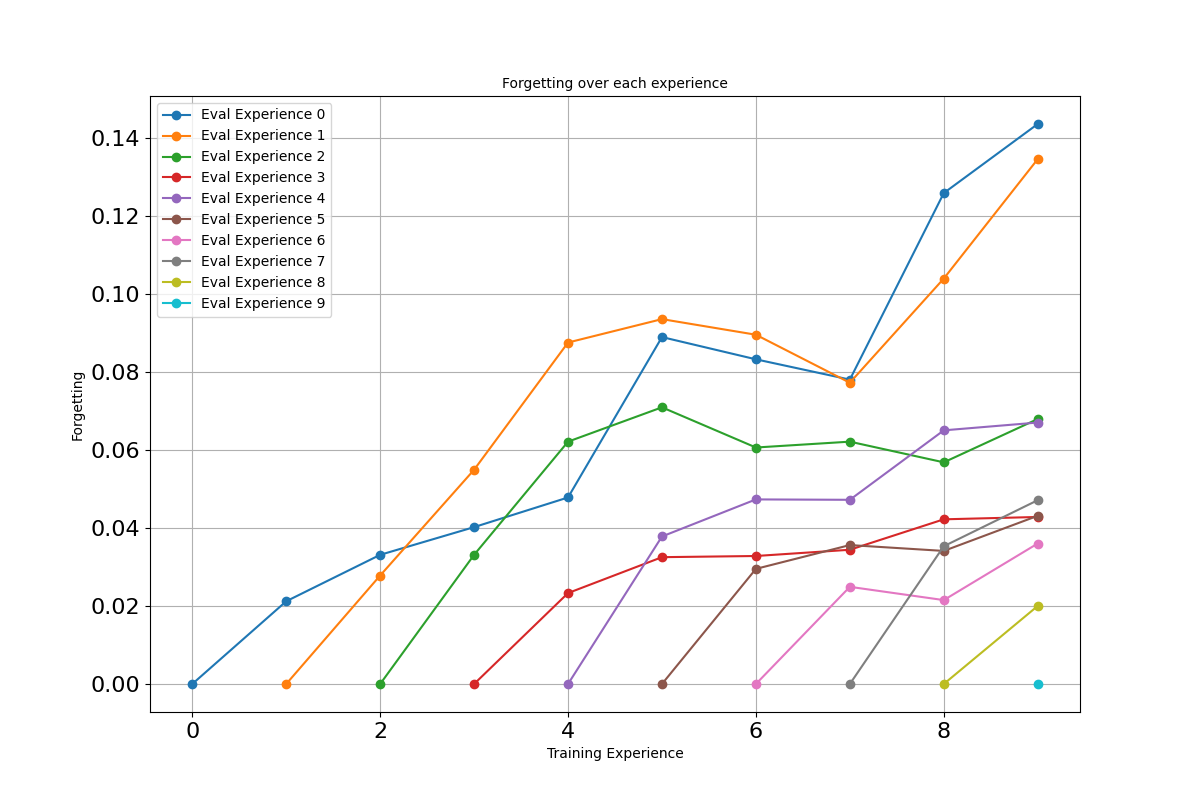 Forgetting over each experience
Eval Experience 0
Eval Experience 1
Eval Experience 2
Eval Experience 3
Eval Experience 4
Eval Experience 5
Eval Experience 6
Eval Experience 7
Eval Experience 8
Eval Experience 9
0.14
0.12
0.10
0.08
0.06
0.04
0.02
0.00
Forgetting
0 2 4 6 8
Training Experience